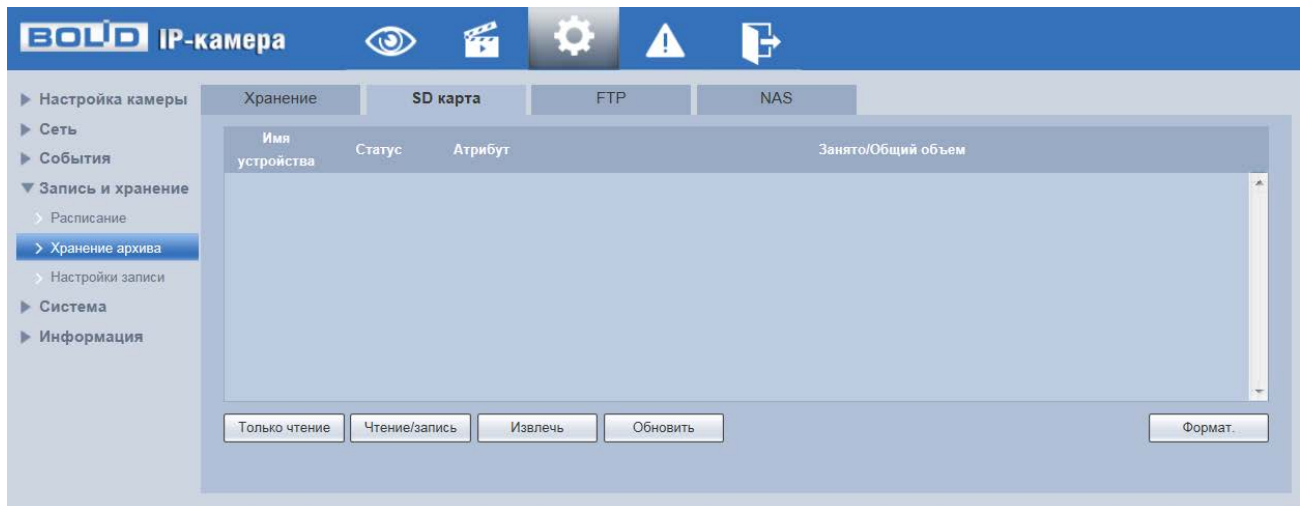 BOLID IP-камера
Настройка камеры
Сеть
События
Запись и хранение
Расписание
Хранение архива
Настройки записи
Система
Информация
Хранение SD карта FTP NAS
Имя устройства Статус Атрибут Занято/Общий объем
Только чтение Чтение/запись Извлечь Обновить Формат.